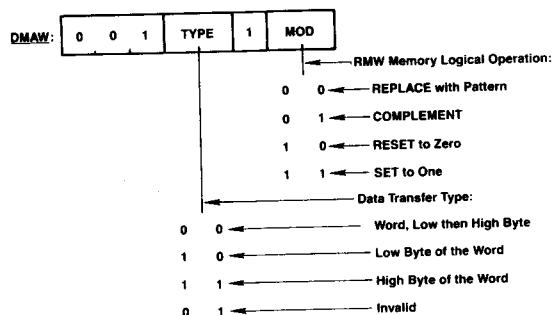 DMAW: 0 0 1 TYPE 1 MOD
RMW Memory Logical Operation:
0 0 REPLACE with Pattern
0 1 COMPLEMENT
1 0 RESET to Zero
1 1 SET to One
Data Transfer Type:
0 0 Word, Low then High Byte
1 0 Low Byte of the Word
1 1 High Byte of the Word
0 1 Invalid